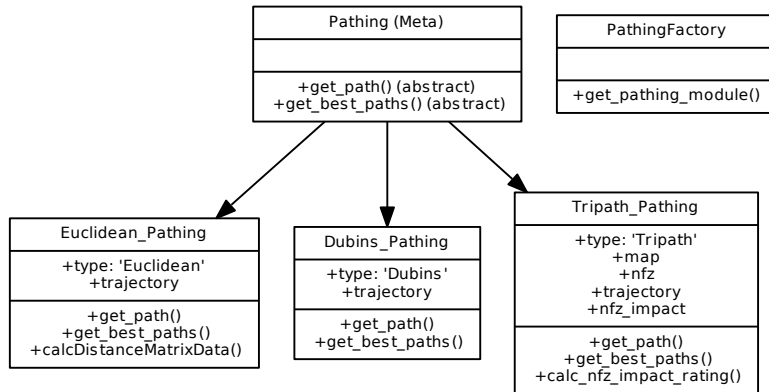 Pathing (Meta)
+get_path() (abstract)
+get_best_paths() (abstract)
PathingFactory
+get_pathing_module()
Euclidean_Pathing
+type: 'Euclidean'
+trajectory
+get_path()
+get_best_paths()
+calcDistanceMatrixData()
Dubins_Pathing
+type: 'Dubins'
+trajectory
+get_path()
+get_best_paths()
Tripath_Pathing
+type: 'Tripath'
+map
+nfz
+trajectory
+nfz_impact
+get_path()
+get_best_paths()
+calc_nfz_impact_rating()